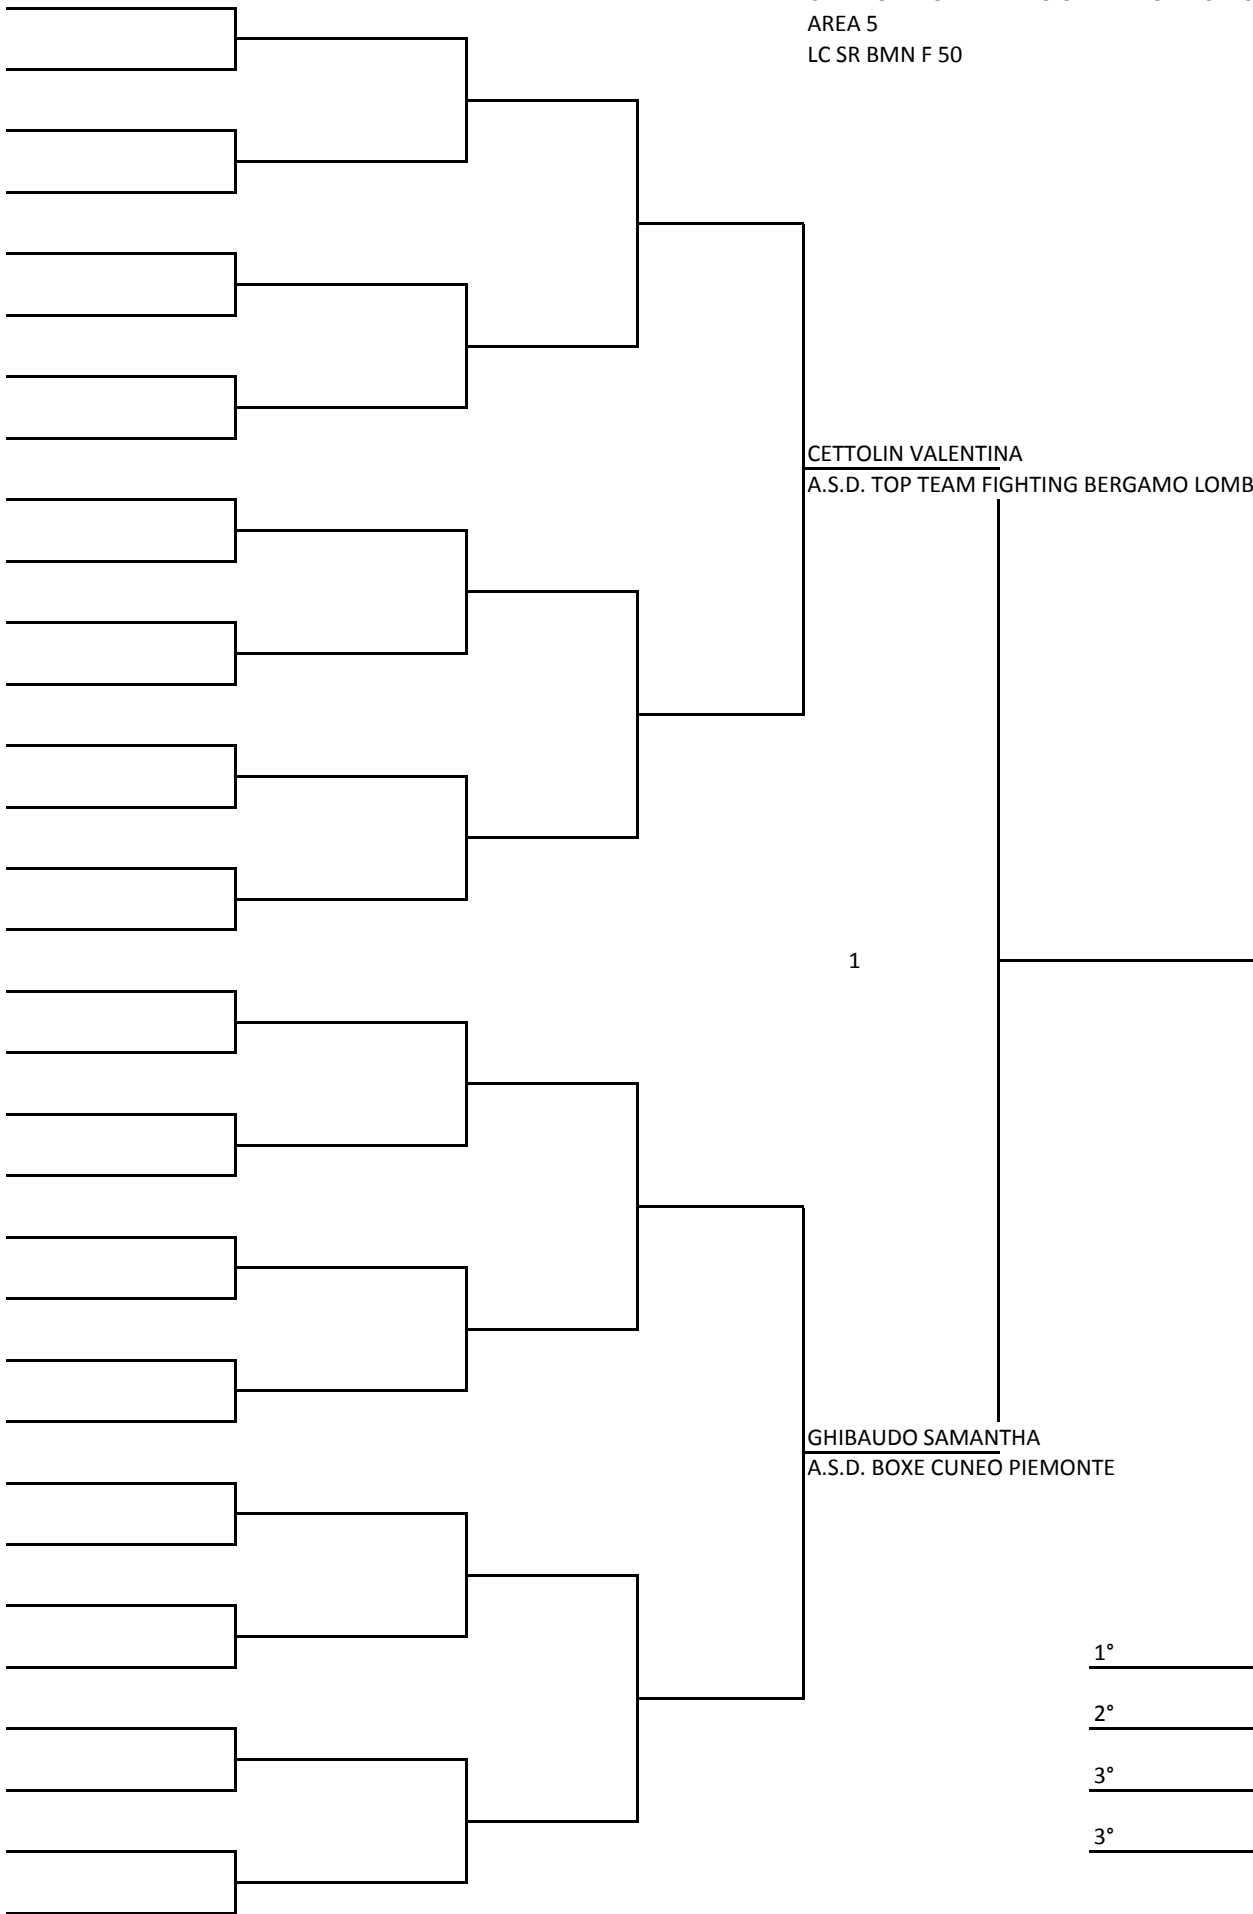 AREA 5
LC SR BMN F 50
CETTOLIN VALENTINA
A.S.D. TOP TEAM FIGHTING BERGAMO LOMB
1
GHIBAUDO SAMANTHA
A.S.D. BOXE CUNEO PIEMONTE
1°
2°
3°
3°